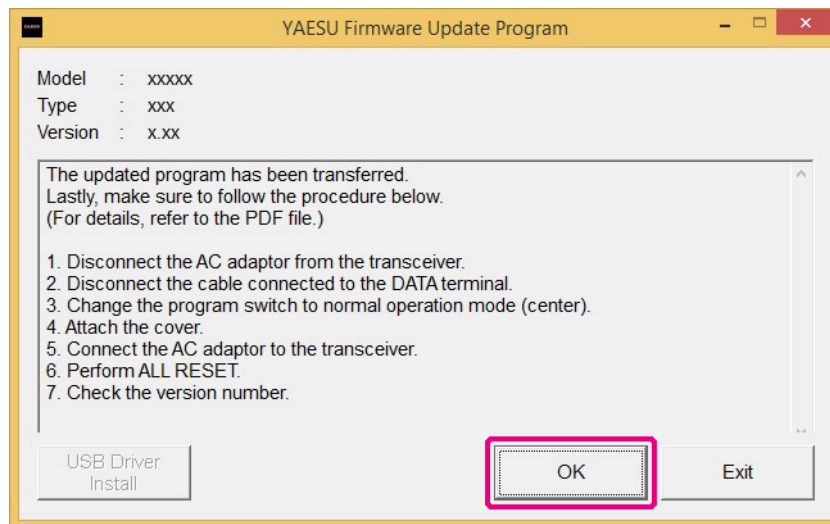 YAESU Firmware Update Program
Model : xxxxx
Type : xxx
Version : x.xx
The updated program has been transferred.
Lastly, make sure to follow the procedure below.
(For details, refer to the PDF file.)
1. Disconnect the AC adaptor from the transceiver.
2. Disconnect the cable connected to the DATA terminal.
3. Change the program switch to normal operation mode (center).
4. Attach the cover.
5. Connect the AC adaptor to the transceiver.
6. Perform ALL RESET.
7. Check the version number.
USB Driver
Install
OK
Exit